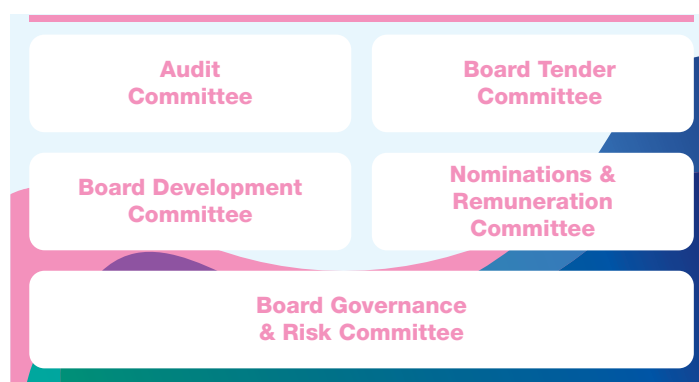 Audit
Committee
Board Tender
Committee
Board Development
Committee
Nominations &
Remuneration
Committee
Board Governance
& Risk Committee